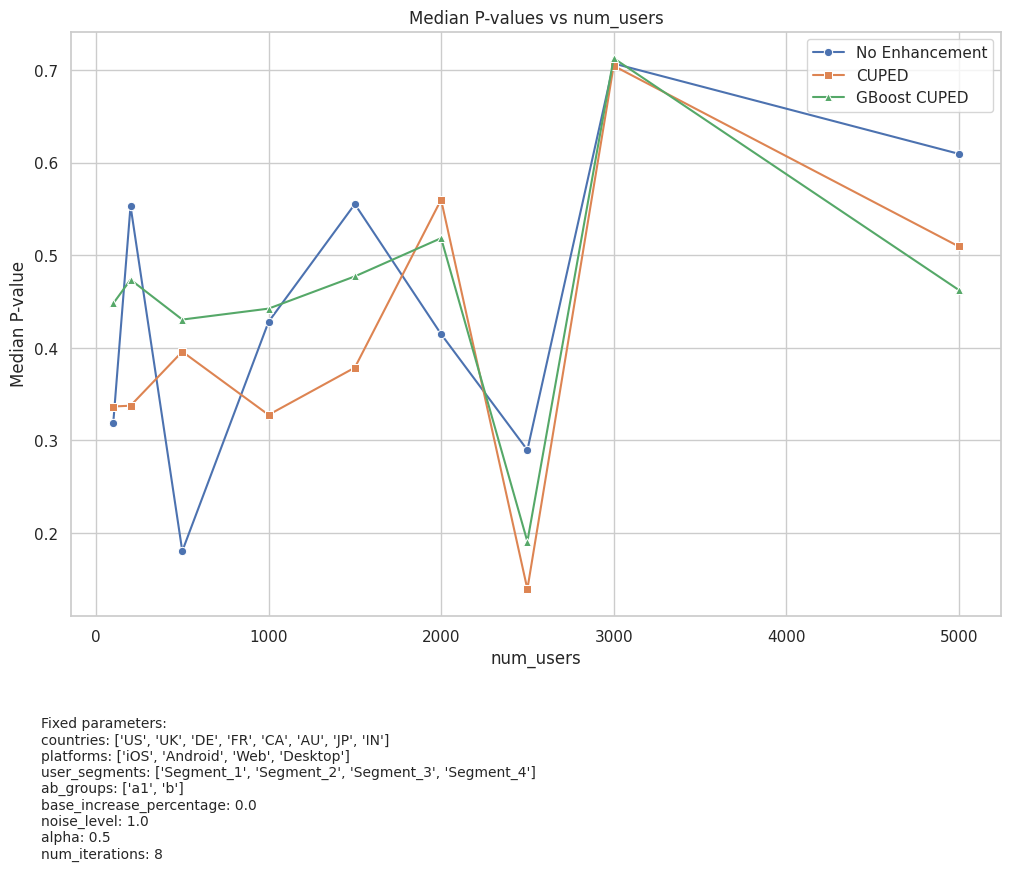 Median P-values vs num_users
No Enhancement
CUPED
GBoost CUPED
Median P-value
0.7
0.6
0.5
0.4
0.3
0.2
0
1000
2000
3000
4000
5000
num_users
Fixed parameters:
countries: ['US', 'UK', 'DE', 'FR', 'CA', 'AU', 'JP', 'IN']
platforms: ['iOS', 'Android', 'Web', 'Desktop']
user_segments: ['Segment_1', 'Segment_2', 'Segment_3', 'Segment_4']
ab_groups: ['a1', 'b']
base_increase_percentage: 0.0
noise_level: 1.0
alpha: 0.5
num_iterations: 8